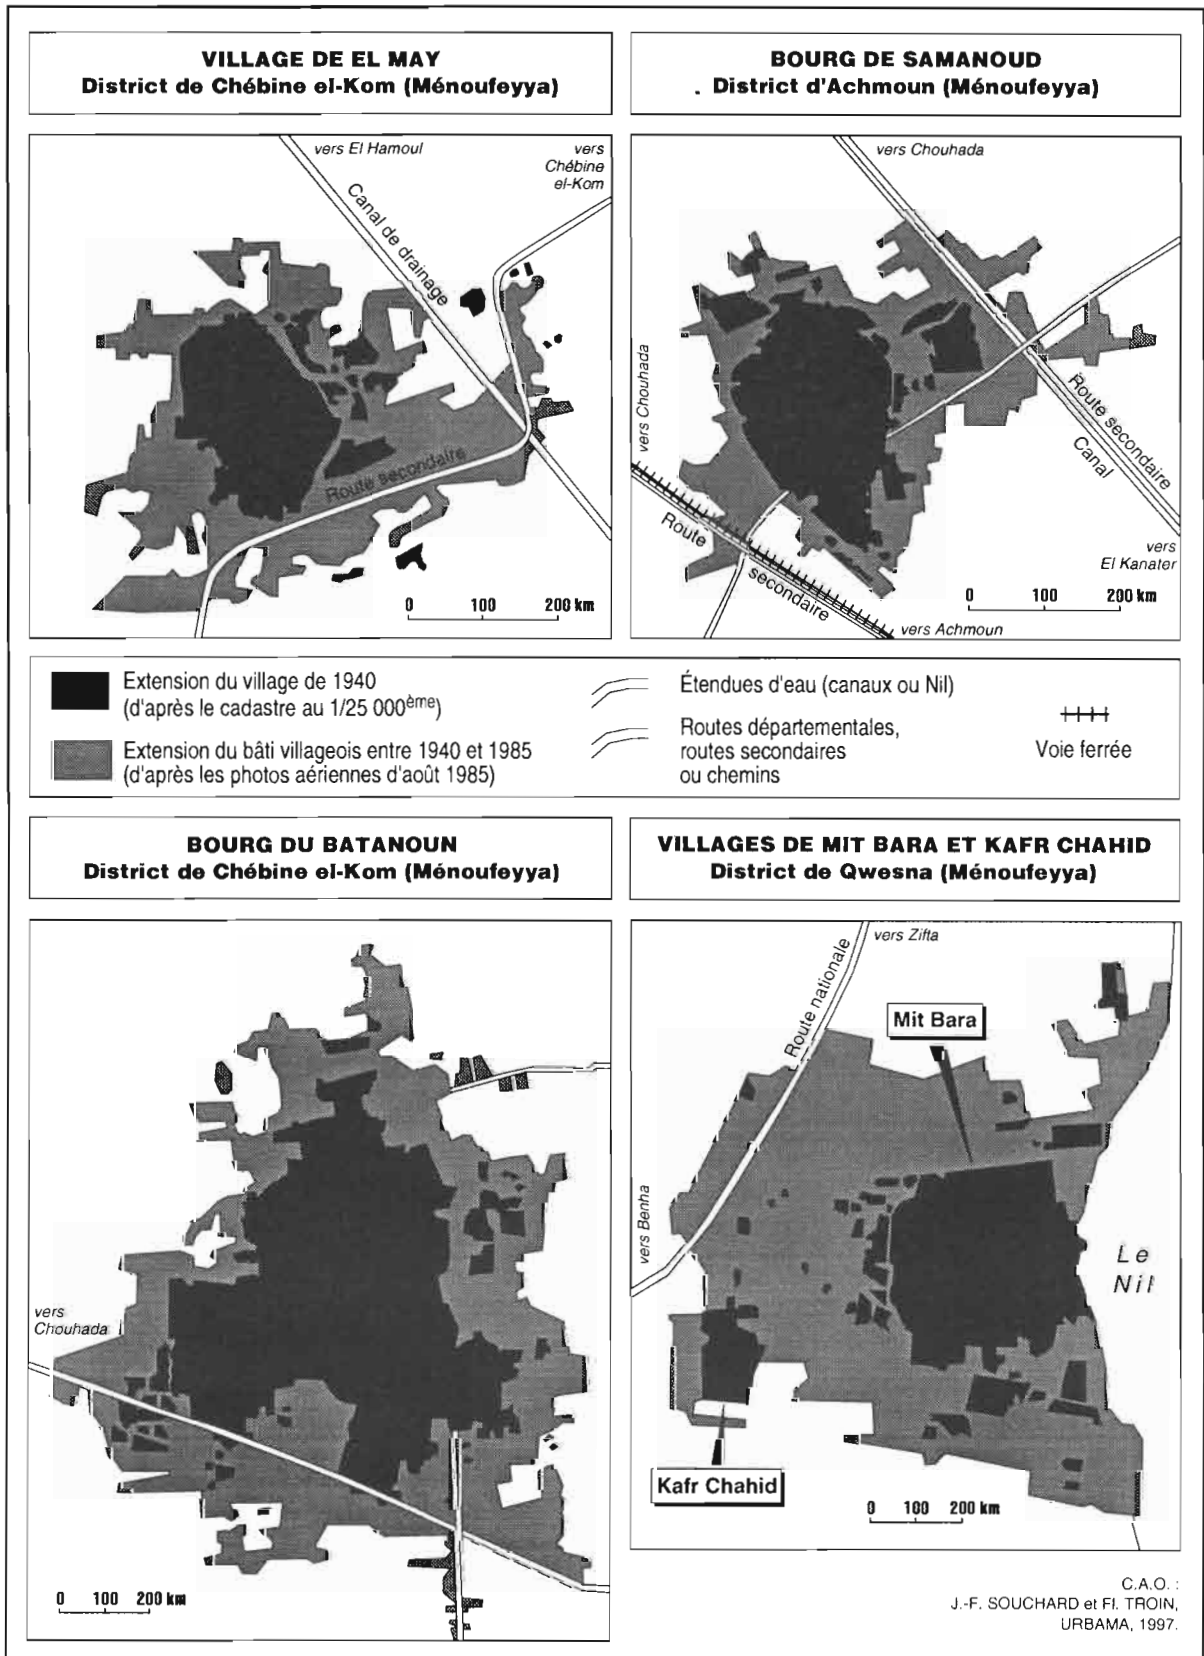 VILLAGE DE EL MAY
District de Chébine el-Kom (Ménoufeyya)
BOURG DE SAMANOUD
. District d'Achmoun (Ménoufeyya)
vers El Hamoul
vers
Chébine
el-Kom
Canal de drainage
Route secondaire
0 100 200 km
vers Chouhada
vers Chouhada
Route secondaire
Canal
Route
secondaire
vers
El Kanater
vers Achmoun
0 100 200 km
Extension du village de 1940
(d'après le cadastre au 1/25 000ème)
Extension du bâti villageois entre 1940 et 1985
(d'après les photos aériennes d'août 1985)
Étendues d'eau (canaux ou Nil)
Routes départementales,
routes secondaires
ou chemins
Voie ferrée
BOURG DU BATANOUN
District de Chébine el-Kom (Ménoufeyya)
VILLAGES DE MIT BARA ET KAFR CHAHID
District de Qwesna (Ménoufeyya)
vers
Chouhada
0 100 200 km
vers Zifta
Route nationale
Mit Bara
vers Benha
Le
Nil
Kafr Chahid
0 100 200 km
C.A.O. :
J.-F. SOUCHARD et Fl. TROIN,
URBAMA, 1997.